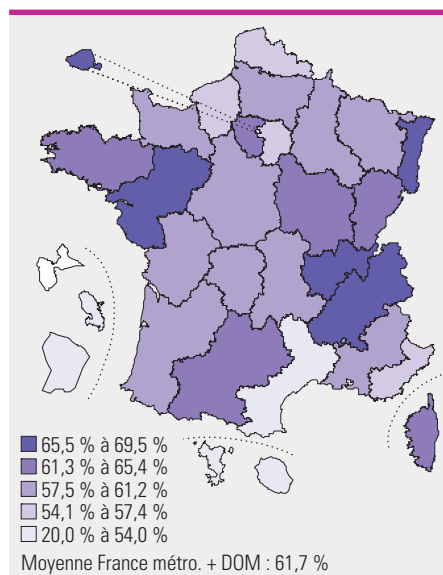 65,5 % à 69,5 %
61,3 % à 65,4 %
57,5 % à 61,2 %
54,1 % à 57,4 %
20,0 % à 54,0 %
Moyenne France métro. + DOM : 61,7 %